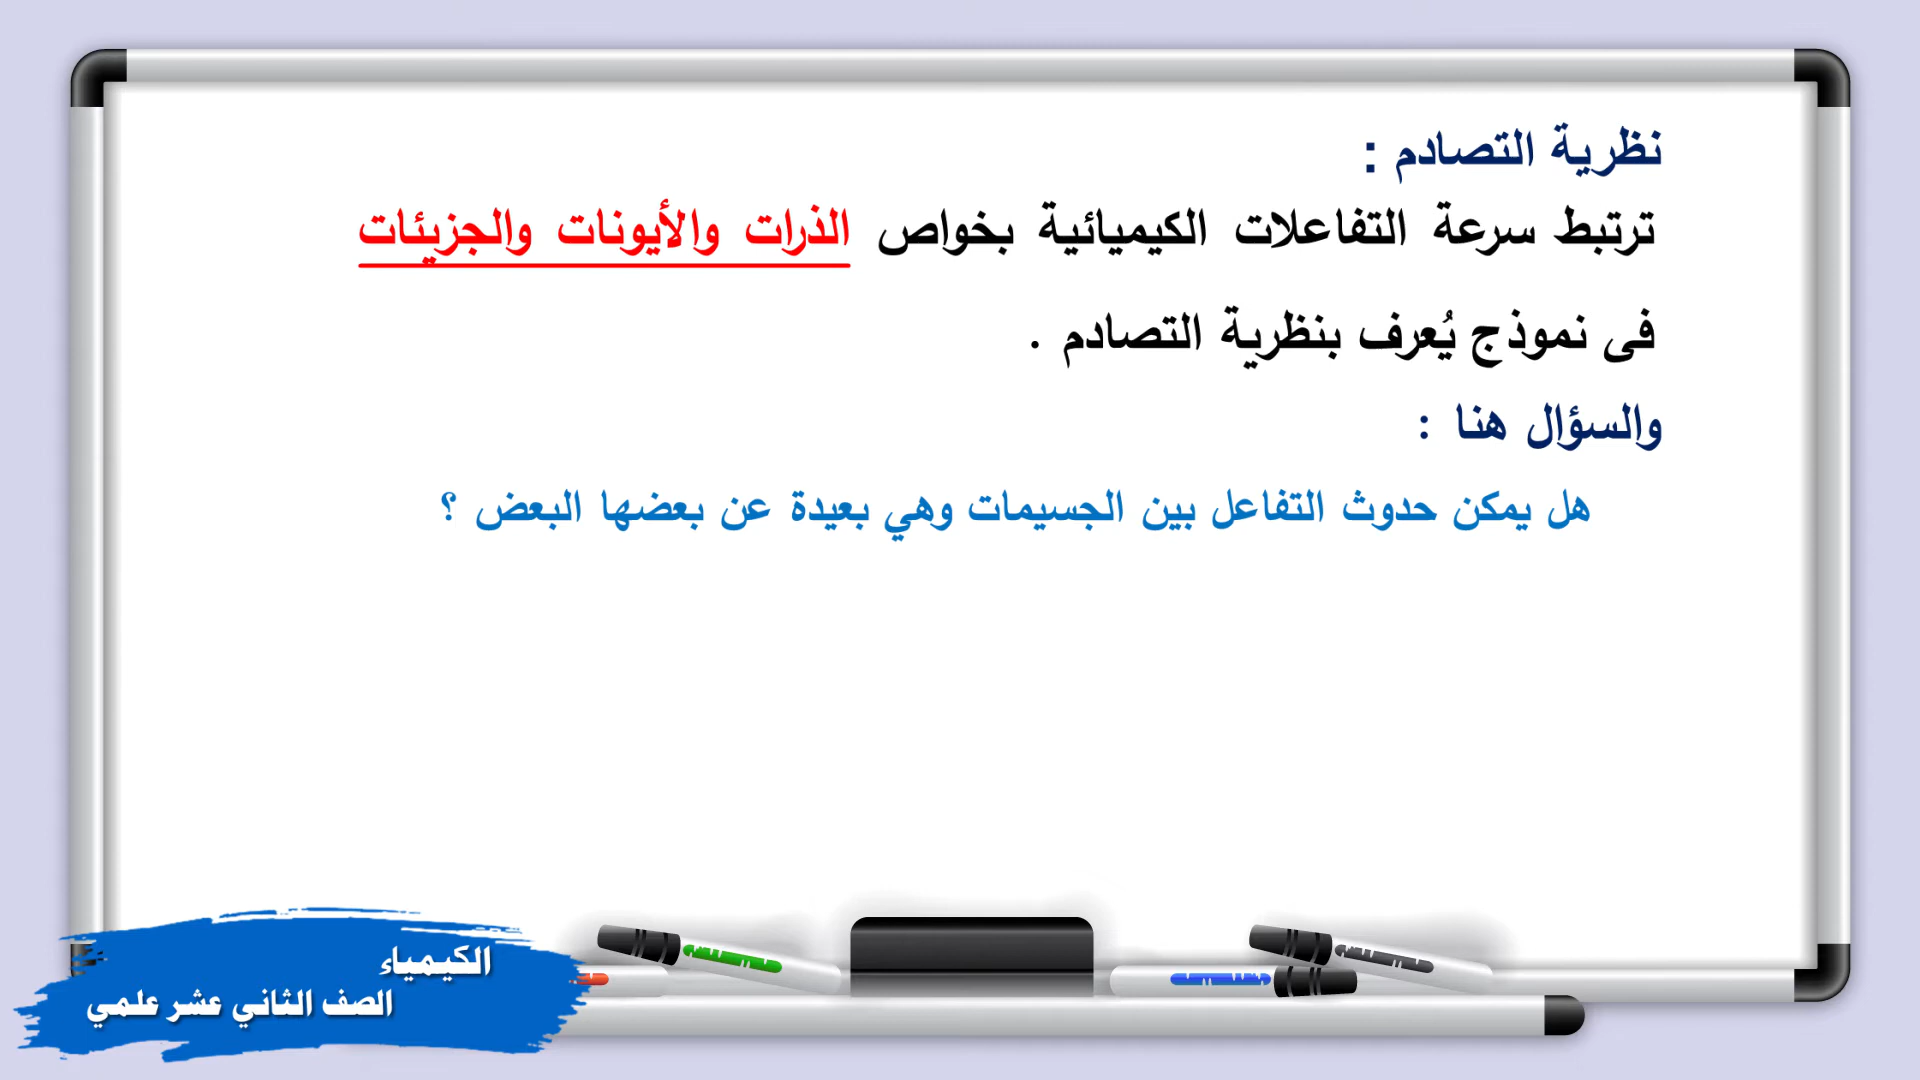 نظرية التصادم :
ترتبط سرعة التفاعلات الكيميائية بخواص الذرات والأيونات والجزيئات
فى نموذج يُعرف بنظرية التصادم .
والسؤال هنا :
هل يمكن حدوث التفاعل بين الجسيمات وهي بعيدة عن بعضها البعض ؟
الكيمياء
الصف الثاني عشر علمي